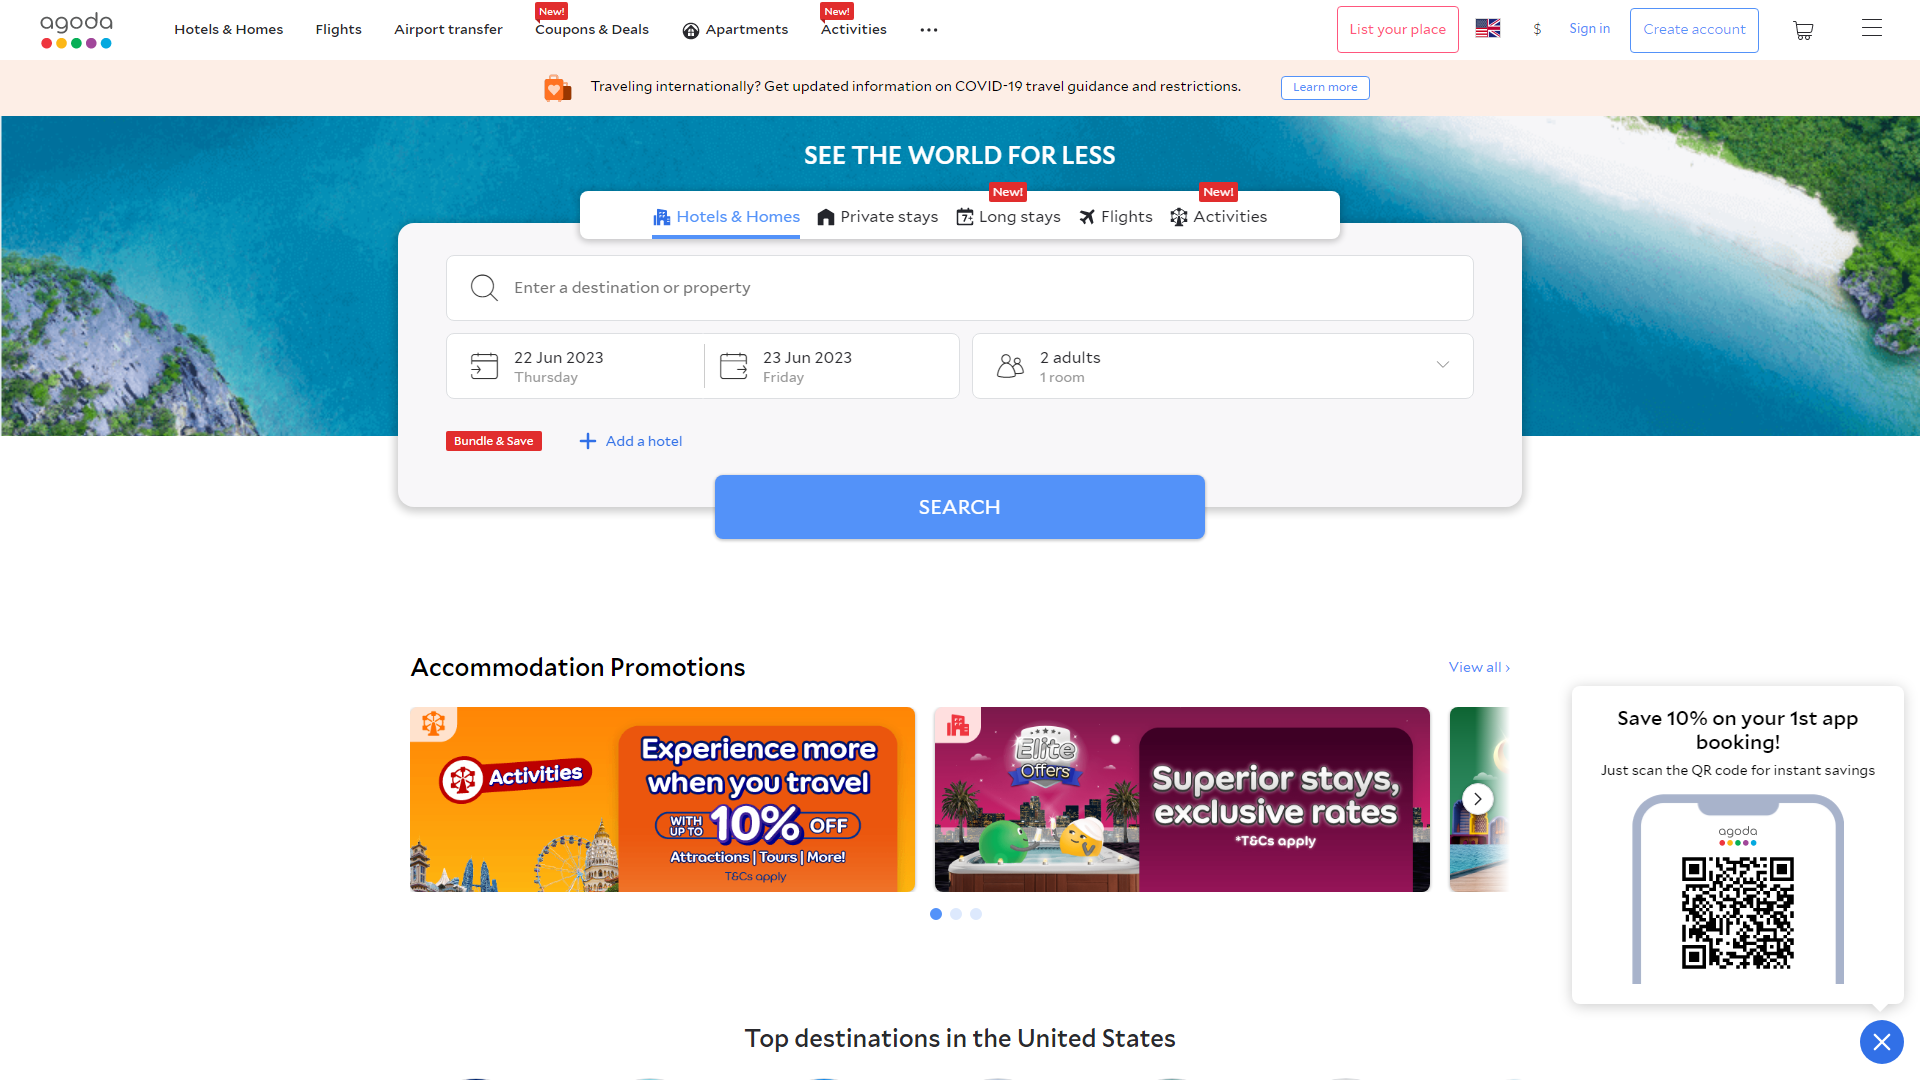 agoda
Hotels & Homes
Flights
Airport transfer
New!
Coupons & Deals
Apartments
New!
Activities
List your place
$
Sign in
Create account
Traveling internationally? Get updated information on COVID-19 travel guidance and restrictions.
Learn more
SEE THE WORLD FOR LESS
Hotels & Homes
Private stays
New!
7+
Long stays
Flights
New!
Activities
Enter a destination or property
22 Jun 2023
Thursday
23 Jun 2023
Friday
2 adults
1 room
Bundle & Save
Add a hotel
SEARCH
Accommodation Promotions
View all ›
Activities
Experience more
when you travel
WITH
UP TO
10% OFF
Attractions | Tours | More!
T&Cs apply
Elite
Offers
Superior stays,
exclusive rates
*T&Cs apply
Save 10% on your 1st app
booking!
Just scan the QR code for instant savings
agoda
Top destinations in the United States